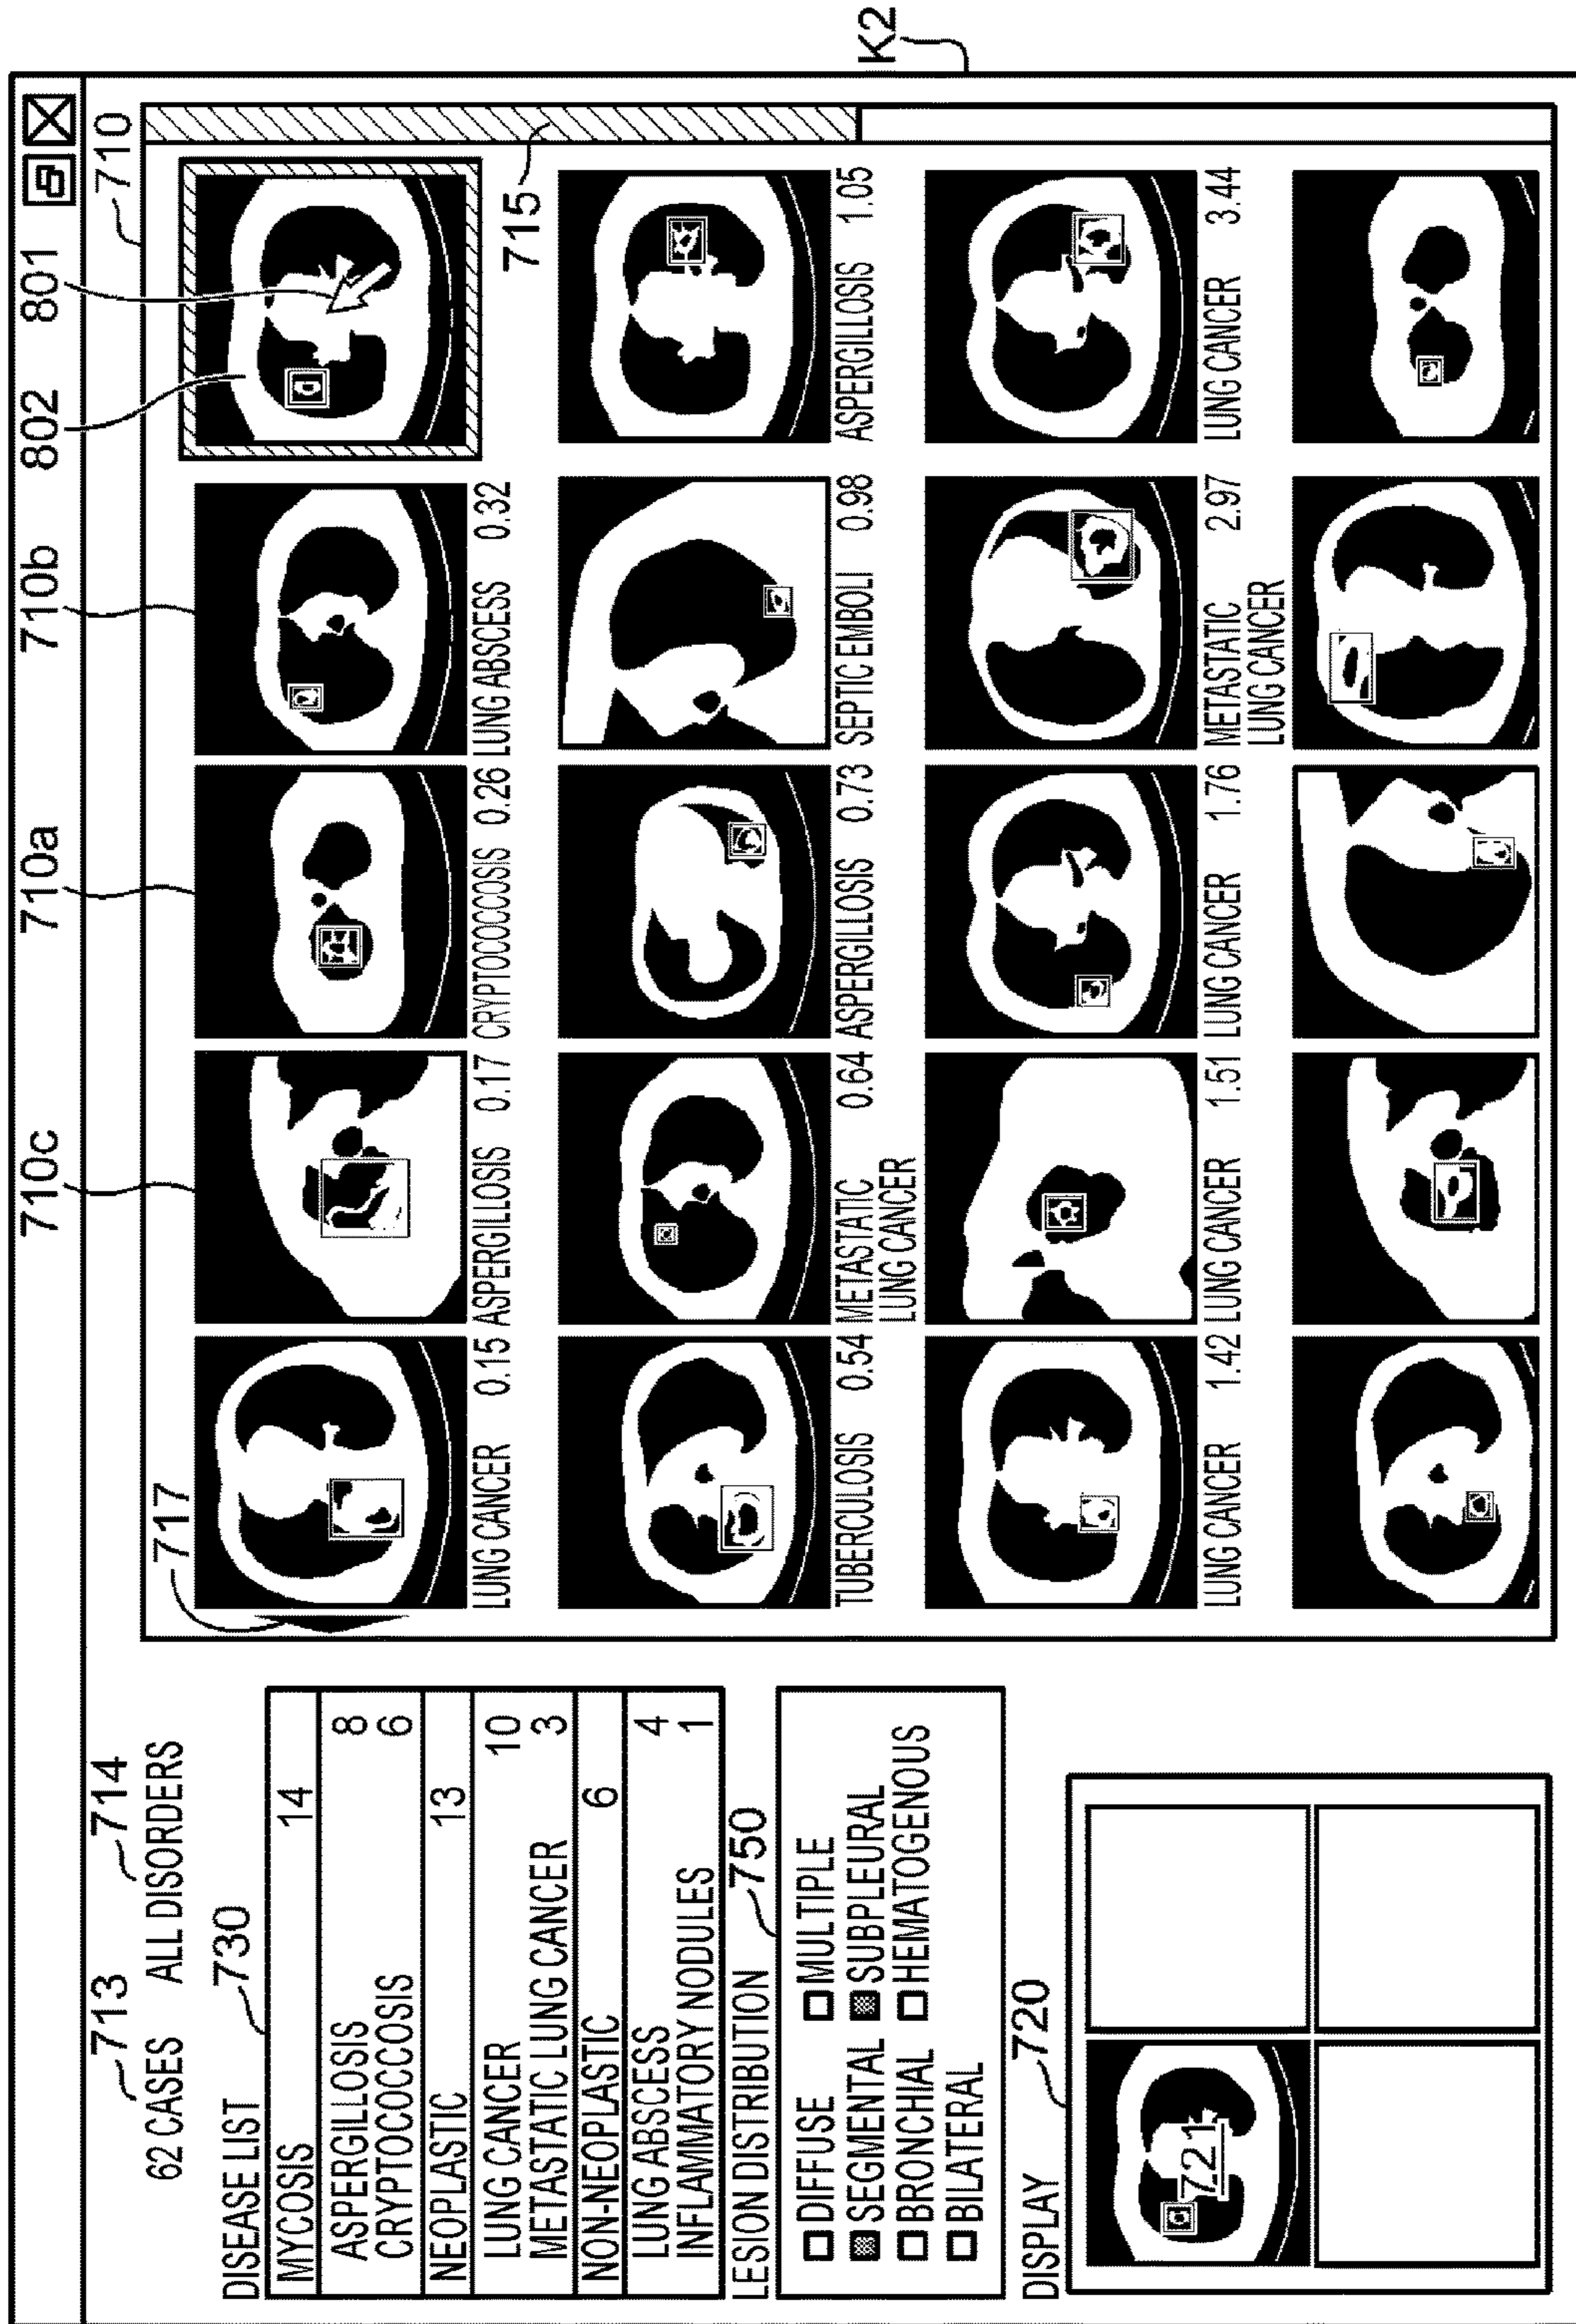 K2
710c 710a 710b 802 801
713 714
717
710
62 CASES ALL DISORDERS
DISEASE LIST 730
MYCOSIS 14
ASPERGILLOSIS 8
CRYPTOCOCCOSIS 6
NEOPLASTIC 13
LUNG CANCER 10
METASTATIC LUNG CANCER 3
NON-NEOPLASTIC 6
LUNG ABSCESS 4
INFLAMMATORY NODULES 1
LESION DISTRIBUTION 750
DIFFUSE MULTIPLE
SEGMENTAL SUBPLEURAL
BRONCHIAL HEMATOGENOUS
BILATERAL
DISPLAY 720
721
LUNG CANCER 0.15 ASPERGILLOSIS 0.17 CRYPTOCOCCOSIS 0.26 LUNG ABSCESS 0.32
715
TUBERCULOSIS 0.54 METASTATIC 0.64 ASPERGILLOSIS 0.73 SEPTIC EMBOLI 0.98 ASPERGILLOSIS 1.05
LUNG CANCER
LUNG CANCER 1.42 LUNG CANCER 1.51 LUNG CANCER 1.76 METASTATIC 2.97 LUNG CANCER 3.44
LUNG CANCER